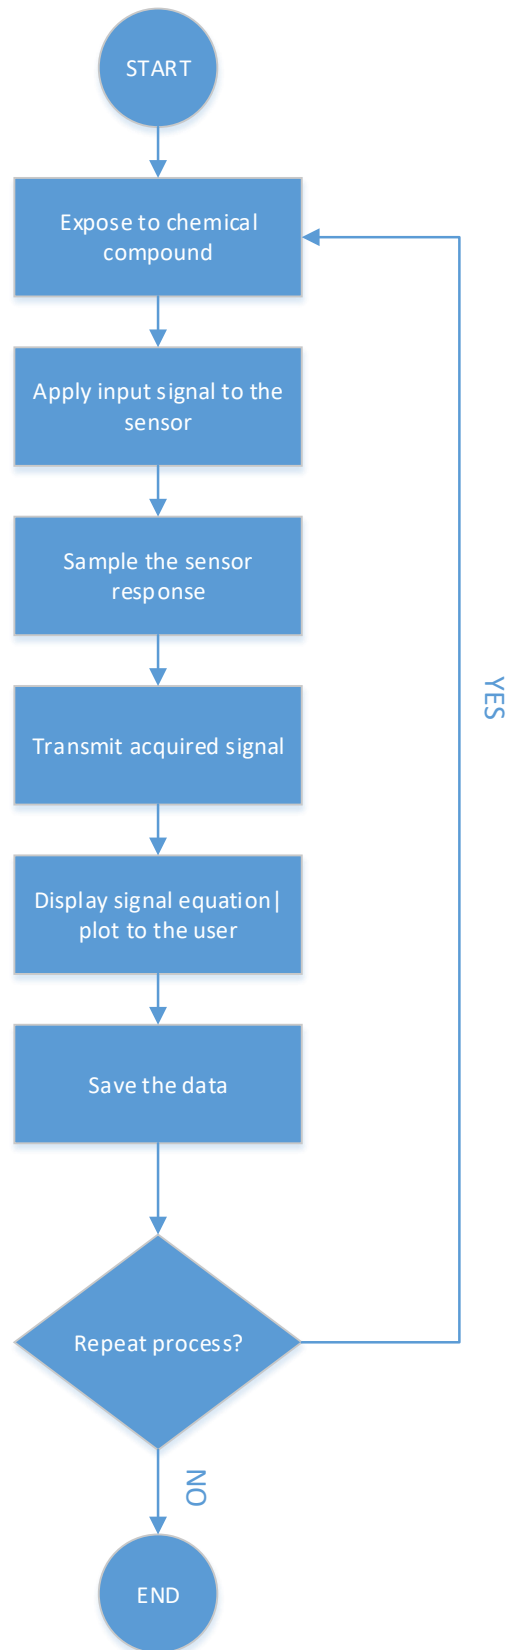 START
Expose to chemical
compound
Apply input signal to the
sensor
Sample the sensor
response
Transmit acquired signal
Display signal equation|
plot to the user
Save the data
Repeat process?
YES
NO
END